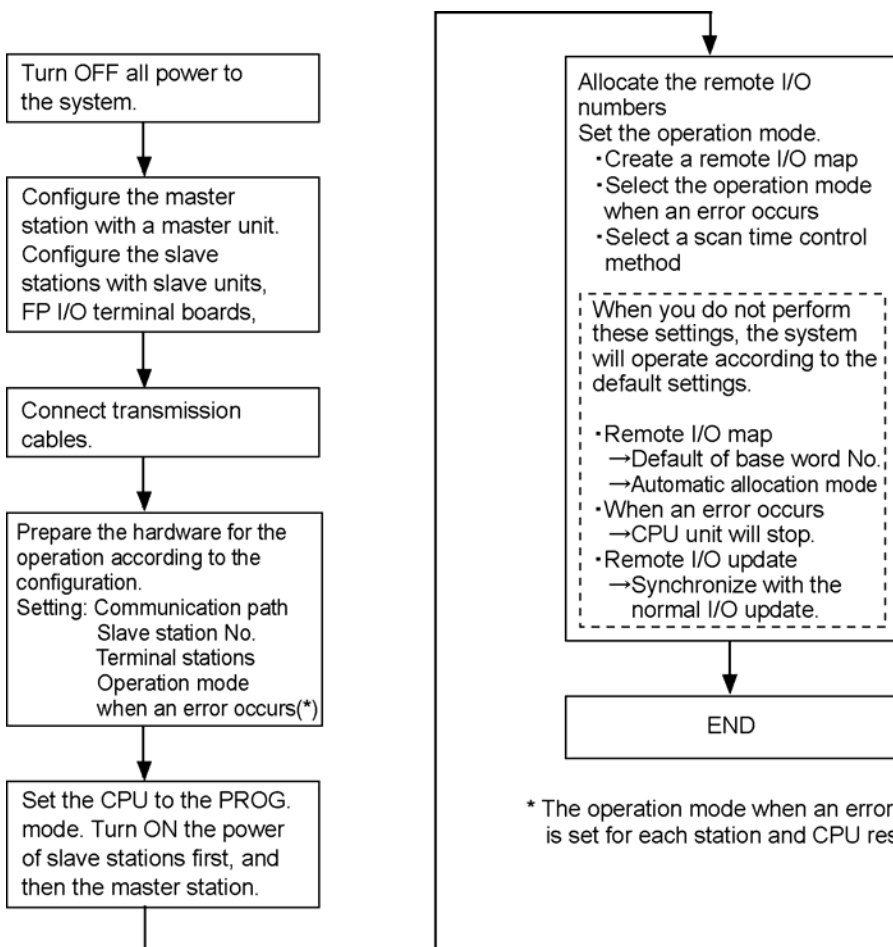 Turn OFF all power to
the system.
Configure the master
station with a master unit.
Configure the slave
stations with slave units,
FP I/O terminal boards,
Connect transmission
cables.
Prepare the hardware for the
operation according to the
configuration.
Setting: Communication path
Slave station No.
Terminal stations
Operation mode
when an error occurs(*)
Set the CPU to the PROG.
mode. Turn ON the power
of slave stations first, and
then the master station.
Allocate the remote I/O
numbers
Set the operation mode.
・Create a remote I/O map
・Select the operation mode
when an error occurs
・Select a scan time control
method
When you do not perform
these settings, the system
will operate according to the
default settings.
・Remote I/O map
→Default of base word No.
→Automatic allocation mode
・When an error occurs
→CPU unit will stop.
・Remote I/O update
→Synchronize with the
normal I/O update.
END
* The operation mode when an error
is set for each station and CPU